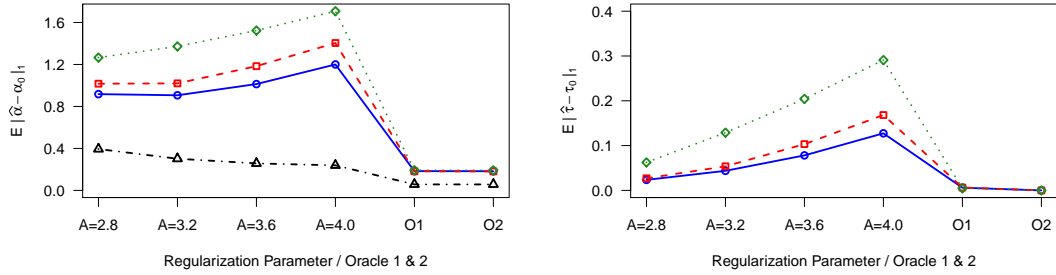 E | α̂ − α₀ |₁
1.6
1.2
0.8
0.4
0.0
A=2.8 A=3.2 A=3.6 A=4.0 O1 O2
Regularization Parameter / Oracle 1 & 2
E | τ̂ − τ₀ |₁
0.4
0.3
0.2
0.1
0.0
A=2.8 A=3.2 A=3.6 A=4.0 O1 O2
Regularization Parameter / Oracle 1 & 2